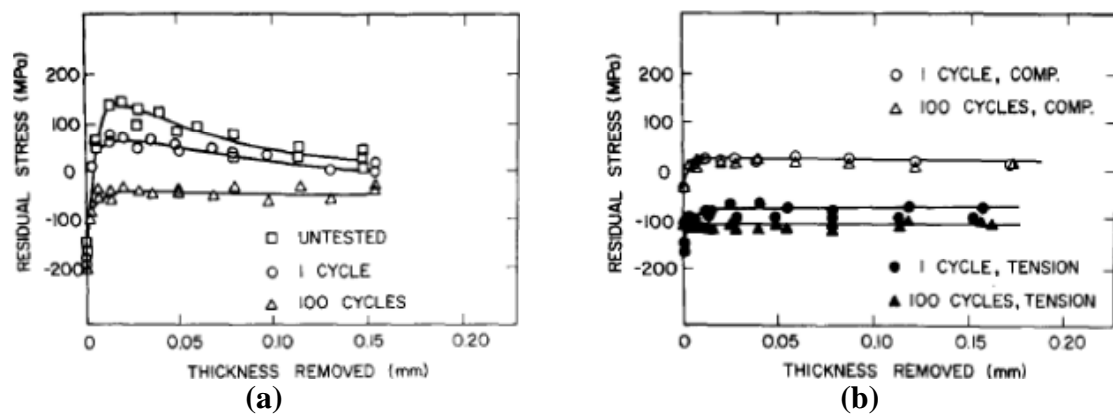 RESIDUAL STRESS (MPa)
200
100
0
-100
-200
□ UNTESTED
○ 1 CYCLE
△ 100 CYCLES
0 0.05 0.10 0.15 0.20
THICKNESS REMOVED (mm)
(a)
RESIDUAL STRESS (MPa)
200
100
0
-100
-200
○ 1 CYCLE, COMP.
△ 100 CYCLES, COMP.
● 1 CYCLE, TENSION
▲ 100 CYCLES, TENSION
0 0.05 0.10 0.15 0.20
THICKNESS REMOVED (mm)
(b)